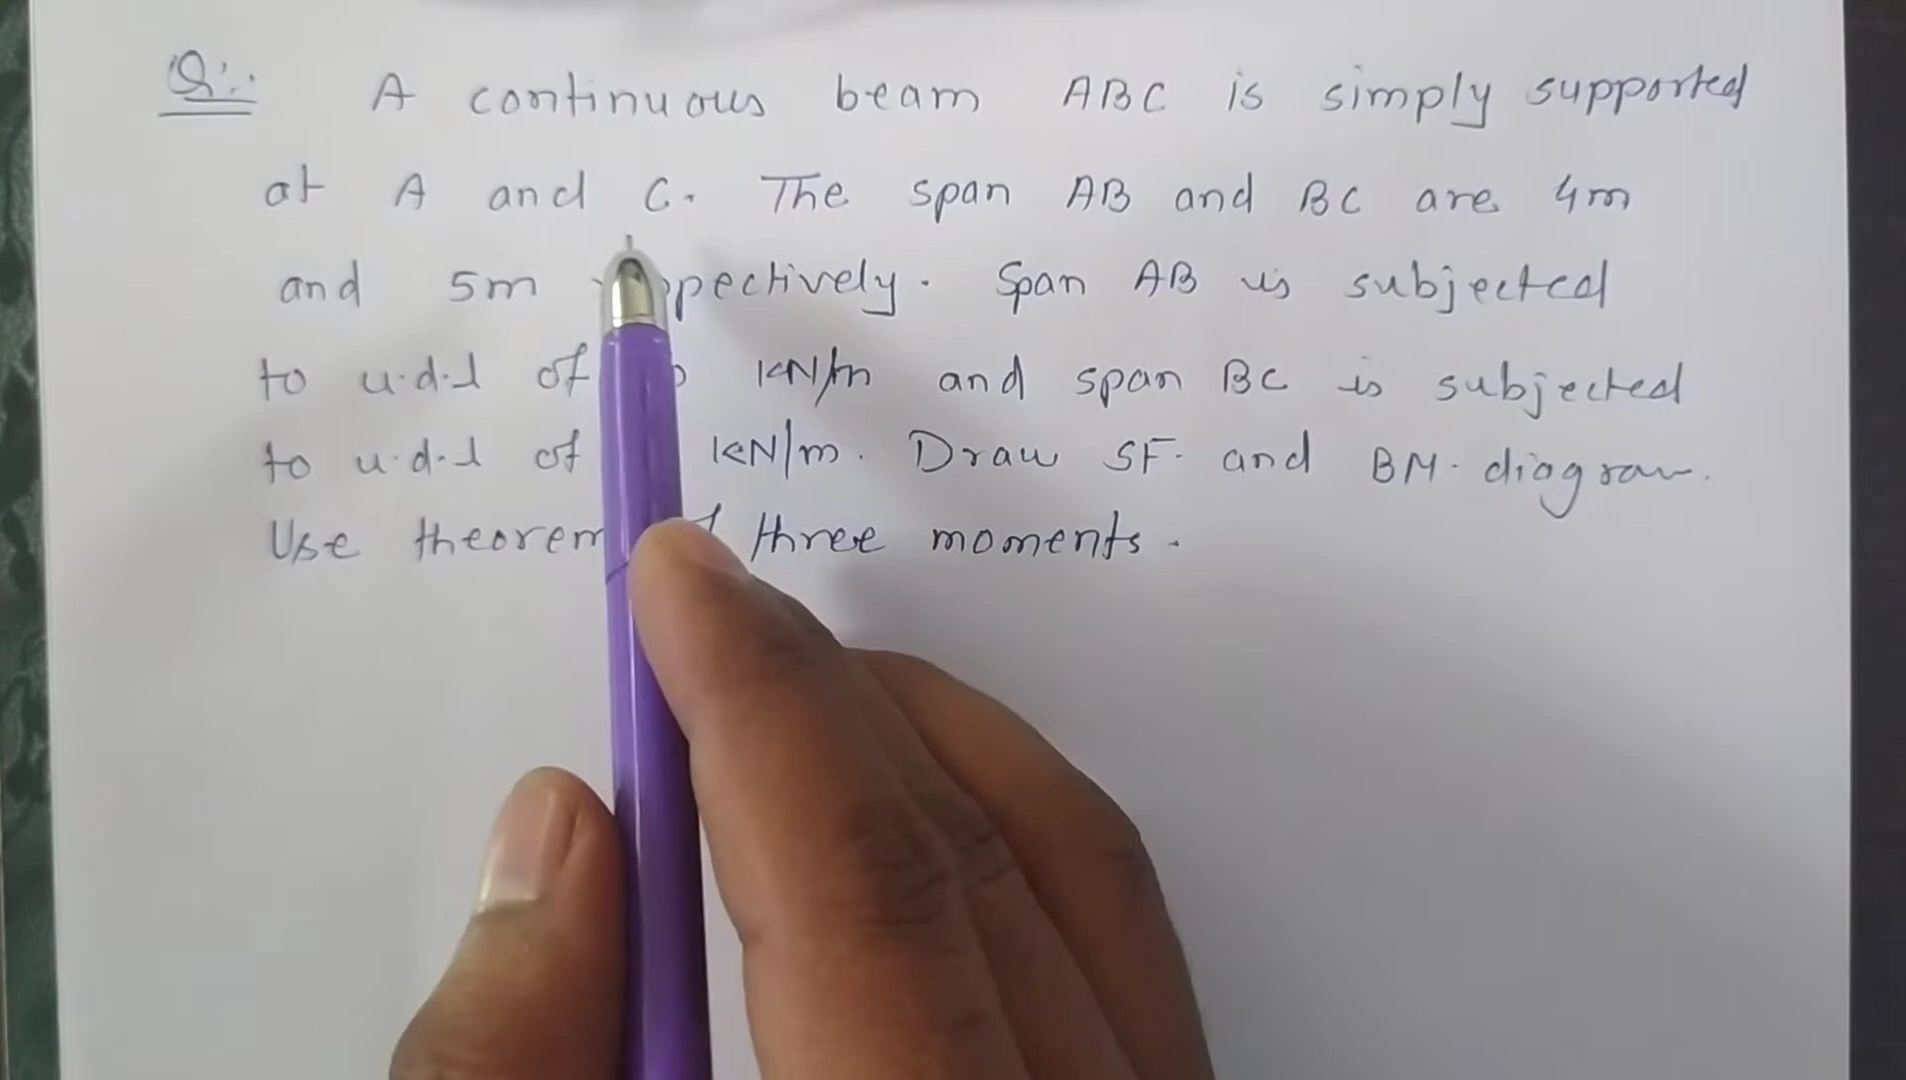 Q:- A continuous beam ABC is simply supported
at A and C. The span AB and BC are 4m
and 5m Span AB is subjected
to u.d.l of kN/m and span BC is subjected
to u.d.l of kN/m. Draw SF. and BM. diagram.
Use theorem three moments.